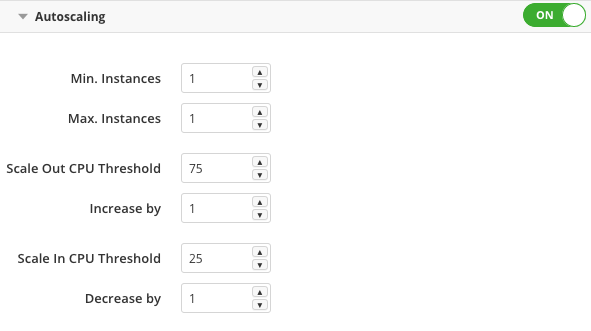 Autoscaling ON
Min. Instances 1
Max. Instances 1
Scale Out CPU Threshold 75
Increase by 1
Scale In CPU Threshold 25
Decrease by 1